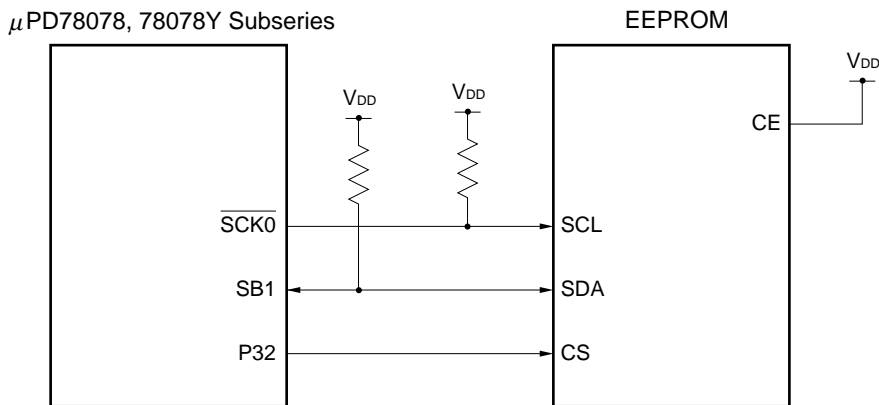 μPD78078, 78078Y Subseries
EEPROM
VDD
VDD
VDD
CE
SCK0
SCL
SB1
SDA
P32
CS